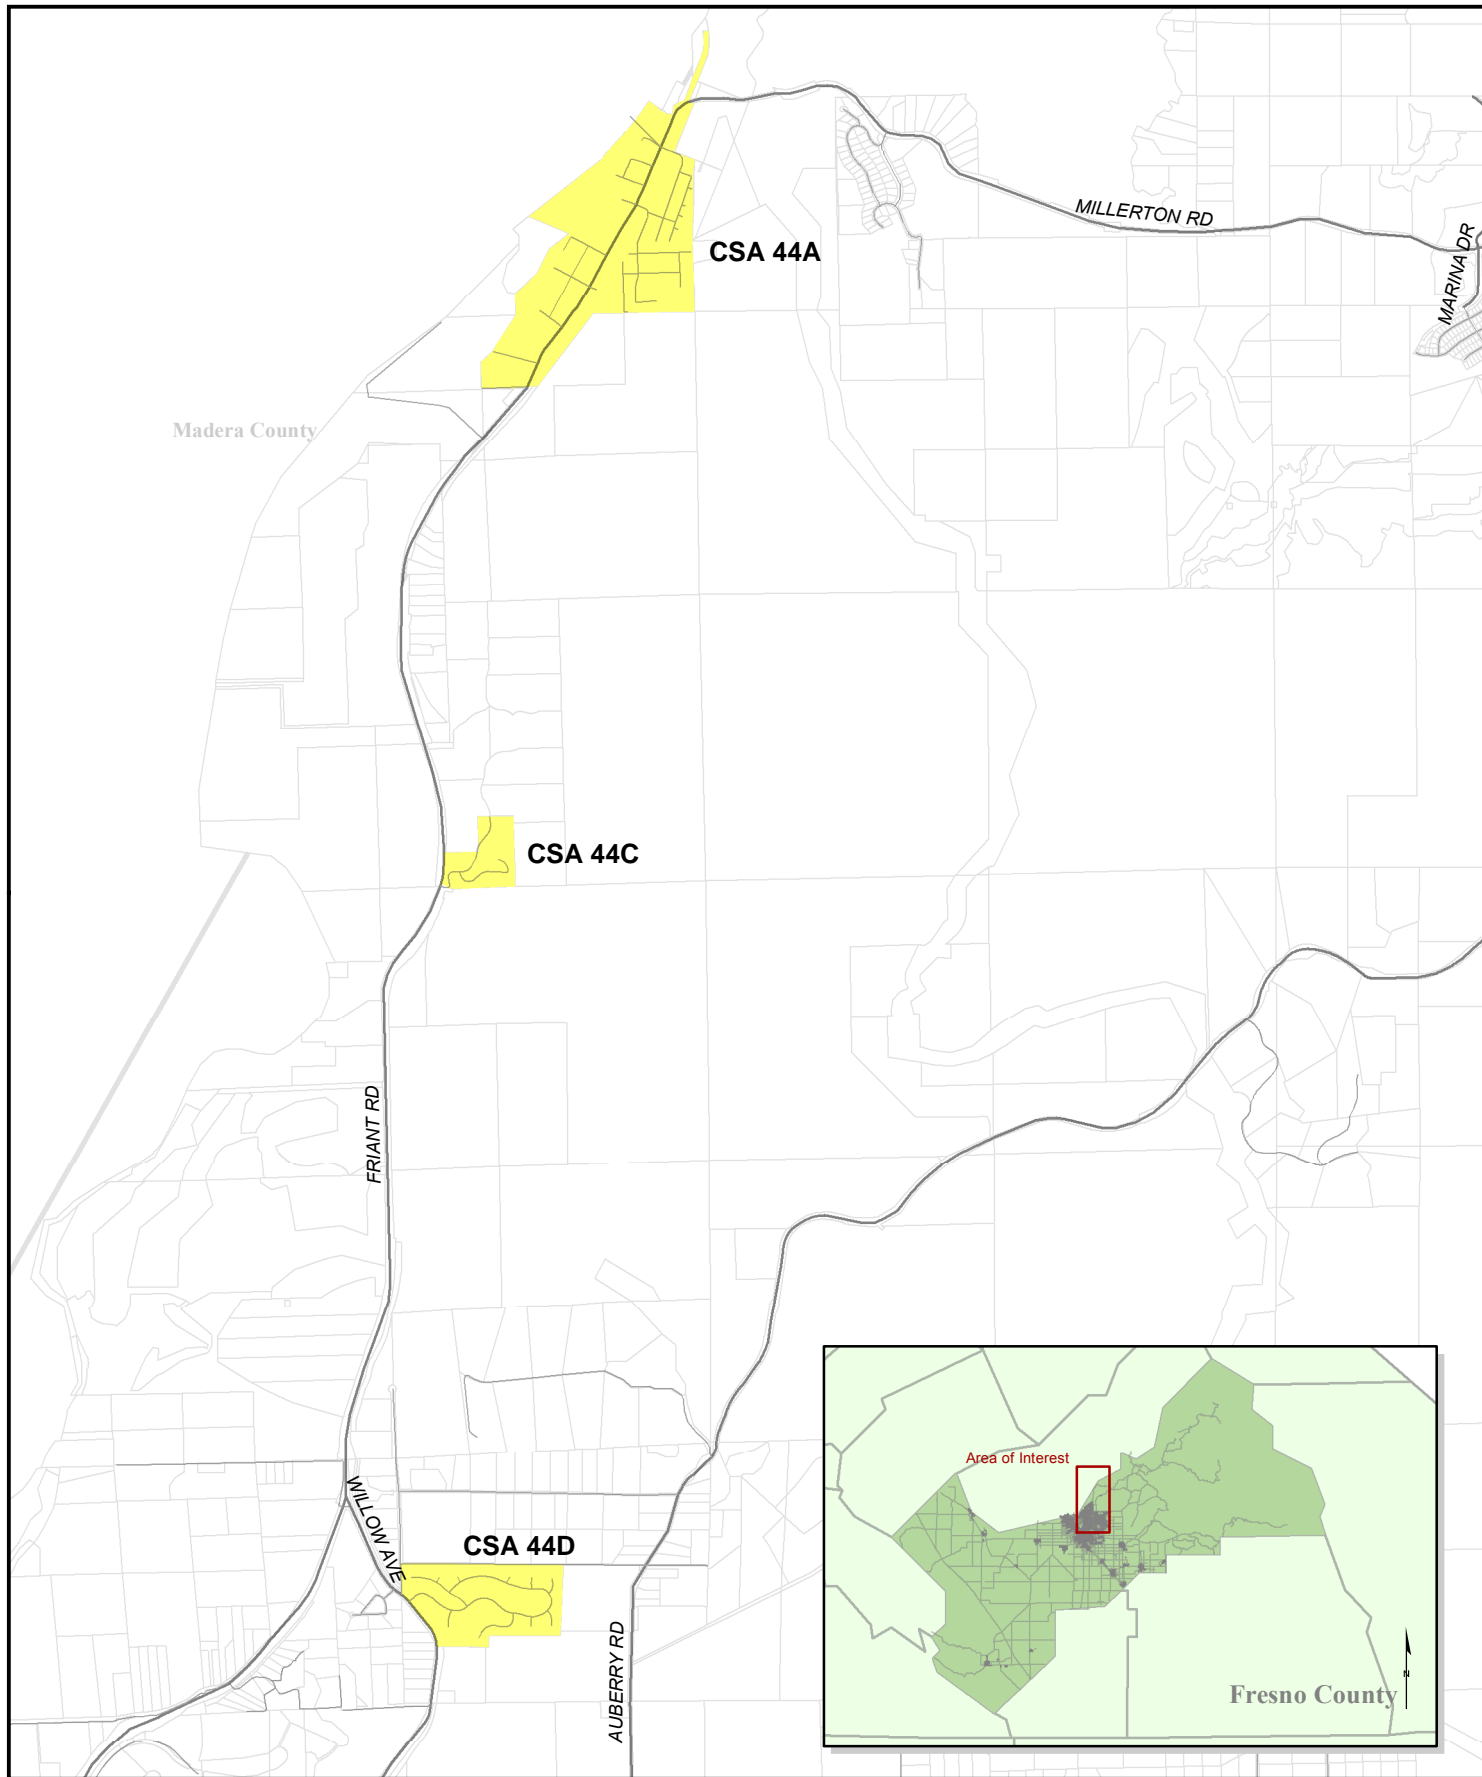 MILLERTON RD
MARINA DR
CSA 44A
Madera County
CSA 44C
FRIANT RD
Area of Interest
WILLOW AVE
CSA 44D
AUBERRY RD
N
Fresno County